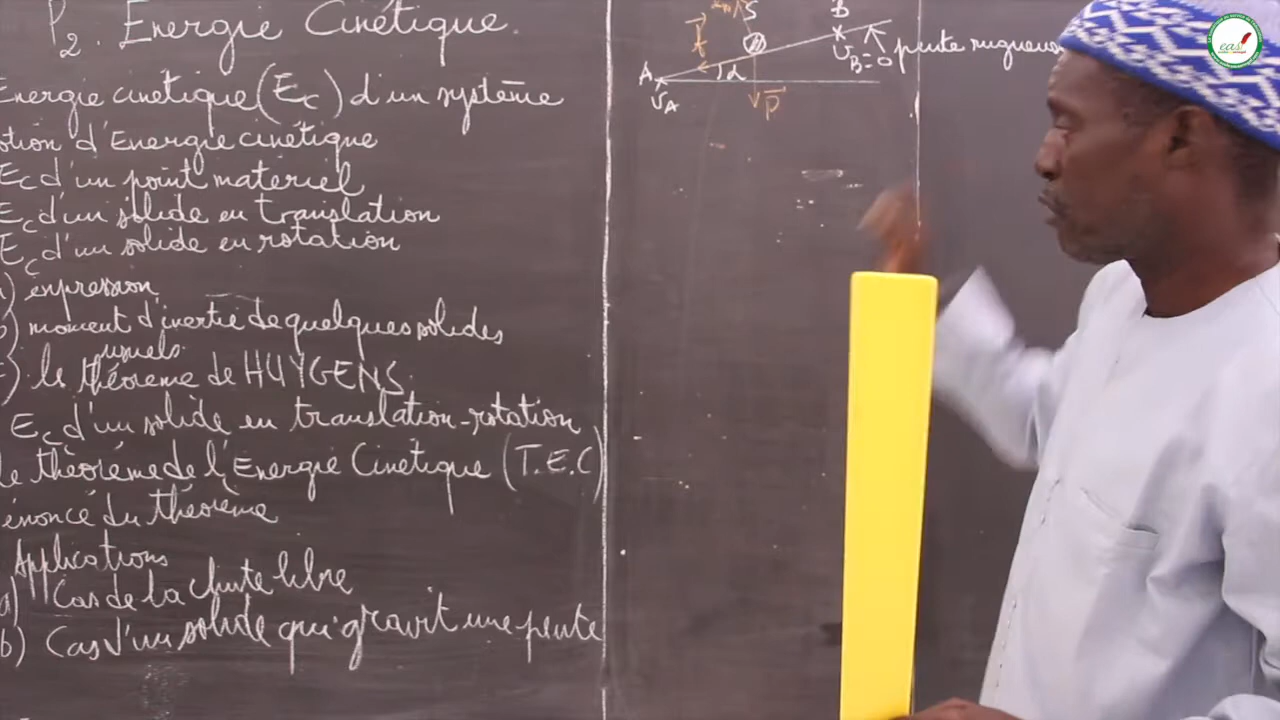 P2. Energie Cinétique.
Energie cinétique (Ec) d'un système
otion d'Energie cinétique
Ec d'un point matériel
Ec d'un solide en translation
Ec d'un solide en rotation
a) expression
b) moment d'inertie de quelques solides
usuels
c) le théorème de HUYGENS.
Ec d'un solide en translation-rotation
le théorème de l'Energie Cinétique (T.E.C)
énoncé du théorème
Applications
a) Cas de la chute libre
b) Cas d'un solide qui gravit une pente
S
B
VB=0
pente rugueuse
A
α
VA
P
f
eas!